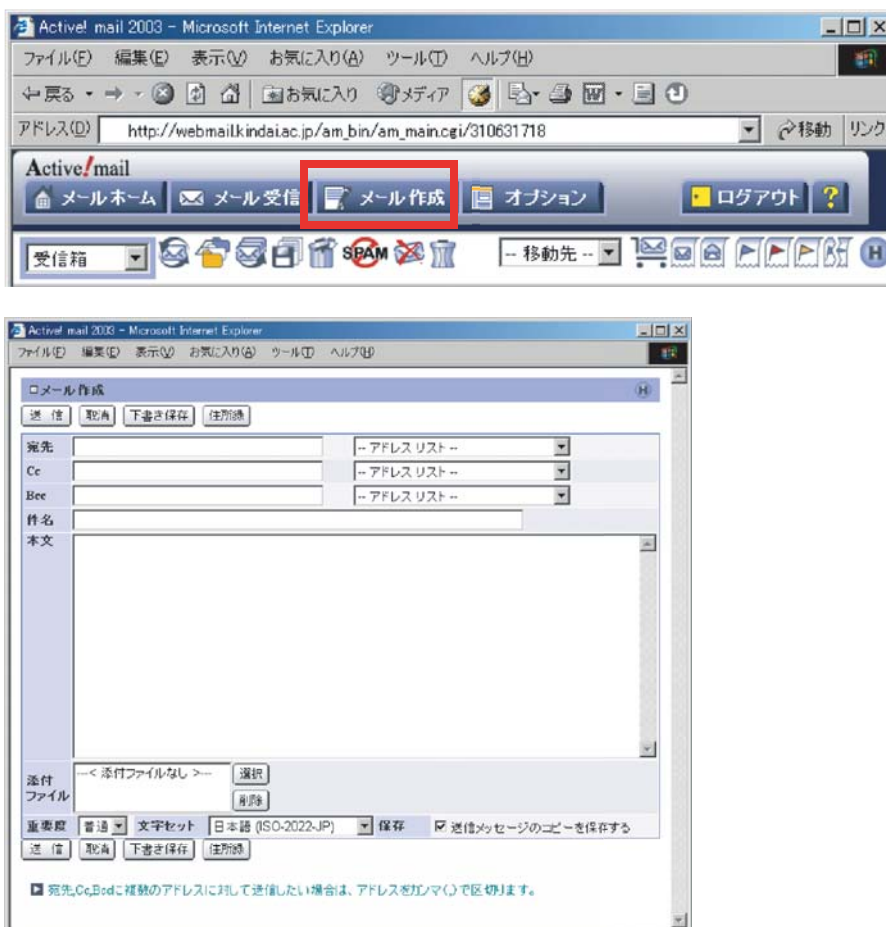 Active! mail 2003 - Microsoft Internet Explorer
ファイル(F) 編集(E) 表示(V) お気に入り(A) ツール(T) ヘルプ(H)
戻る お気に入り メディア
アドレス(D) http://webmail.kindai.ac.jp/am_bin/am_main.cgi/310631718 移動 リンク
Active!mail
メールホーム メール受信 メール作成 オプション ログアウト ?
受信箱 SPAM -- 移動先 -- H
Active! mail 2003 - Microsoft Internet Explorer
ファイル(F) 編集(E) 表示(V) お気に入り(A) ツール(T) ヘルプ(H)
□メール作成 H
送 信 取消 下書き保存 住所録
宛先 -- アドレス リスト --
Cc -- アドレス リスト --
Bcc -- アドレス リスト --
件名
本文
添付ファイル ---< 添付ファイルなし >--- 選択
削除
重要度 普通 文字セット 日本語 (ISO-2022-JP) 保存 送信メッセージのコピーを保存する
送 信 取消 下書き保存 住所録
宛先,Cc,Bccに複数のアドレスに対して送信したい場合は、アドレスをカンマ(,)で区切ります。